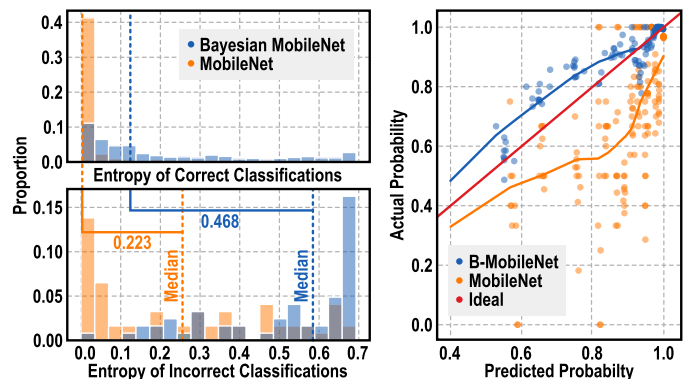 0.4
0.3
0.2
0.1
0.0
Bayesian MobileNet
MobileNet
Entropy of Correct Classifications
Proportion
0.15
0.10
0.05
0.00
0.468
0.223
Median
Median
0.0 0.1 0.2 0.3 0.4 0.5 0.6 0.7
Entropy of Incorrect Classifications
Actual Probability
1.0
0.8
0.6
0.4
0.2
0.0
B-MobileNet
MobileNet
Ideal
0.4 0.6 0.8 1.0
Predicted Probabilty